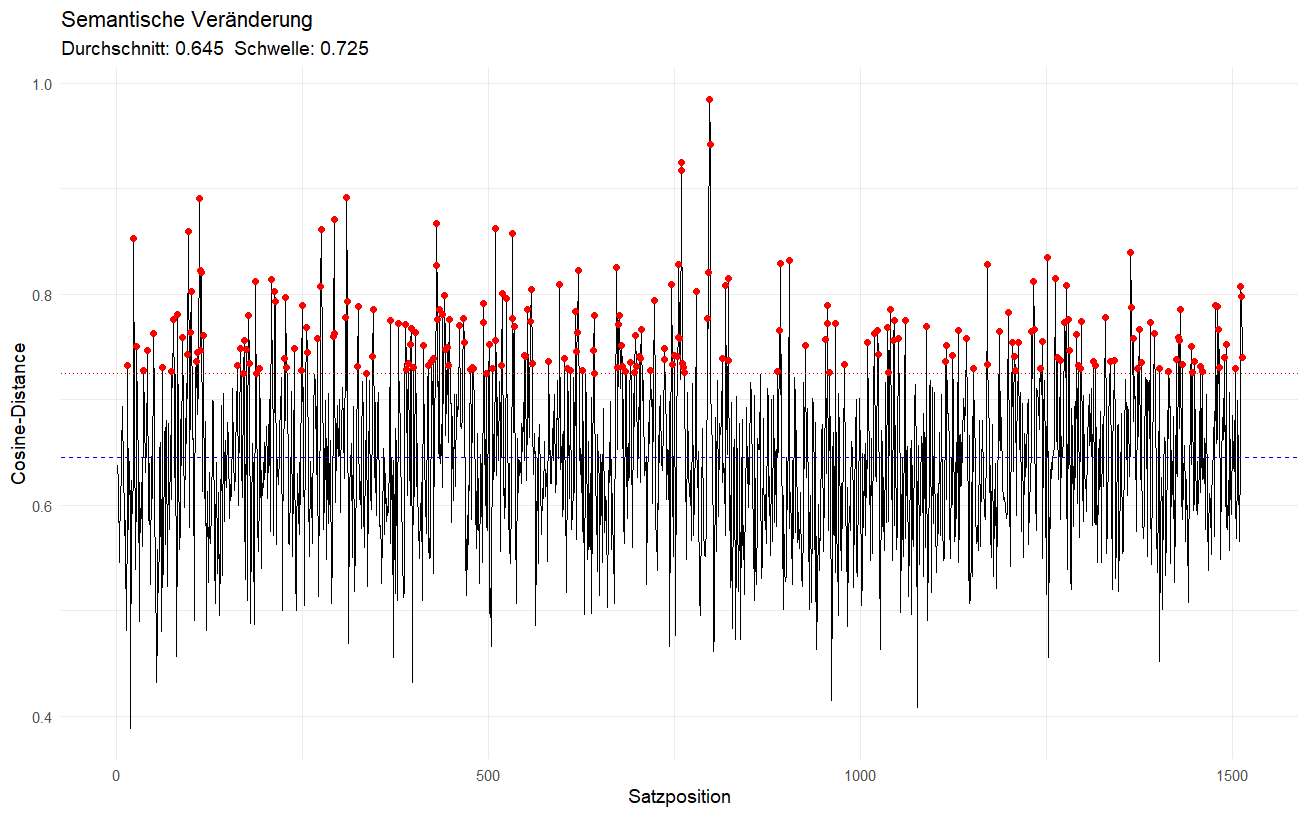 Semantische Veränderung
Durchschnitt: 0.645  Schwelle: 0.725
1.0
0.8
0.6
0.4
Cosine-Distance
0
500
1000
1500
Satzposition